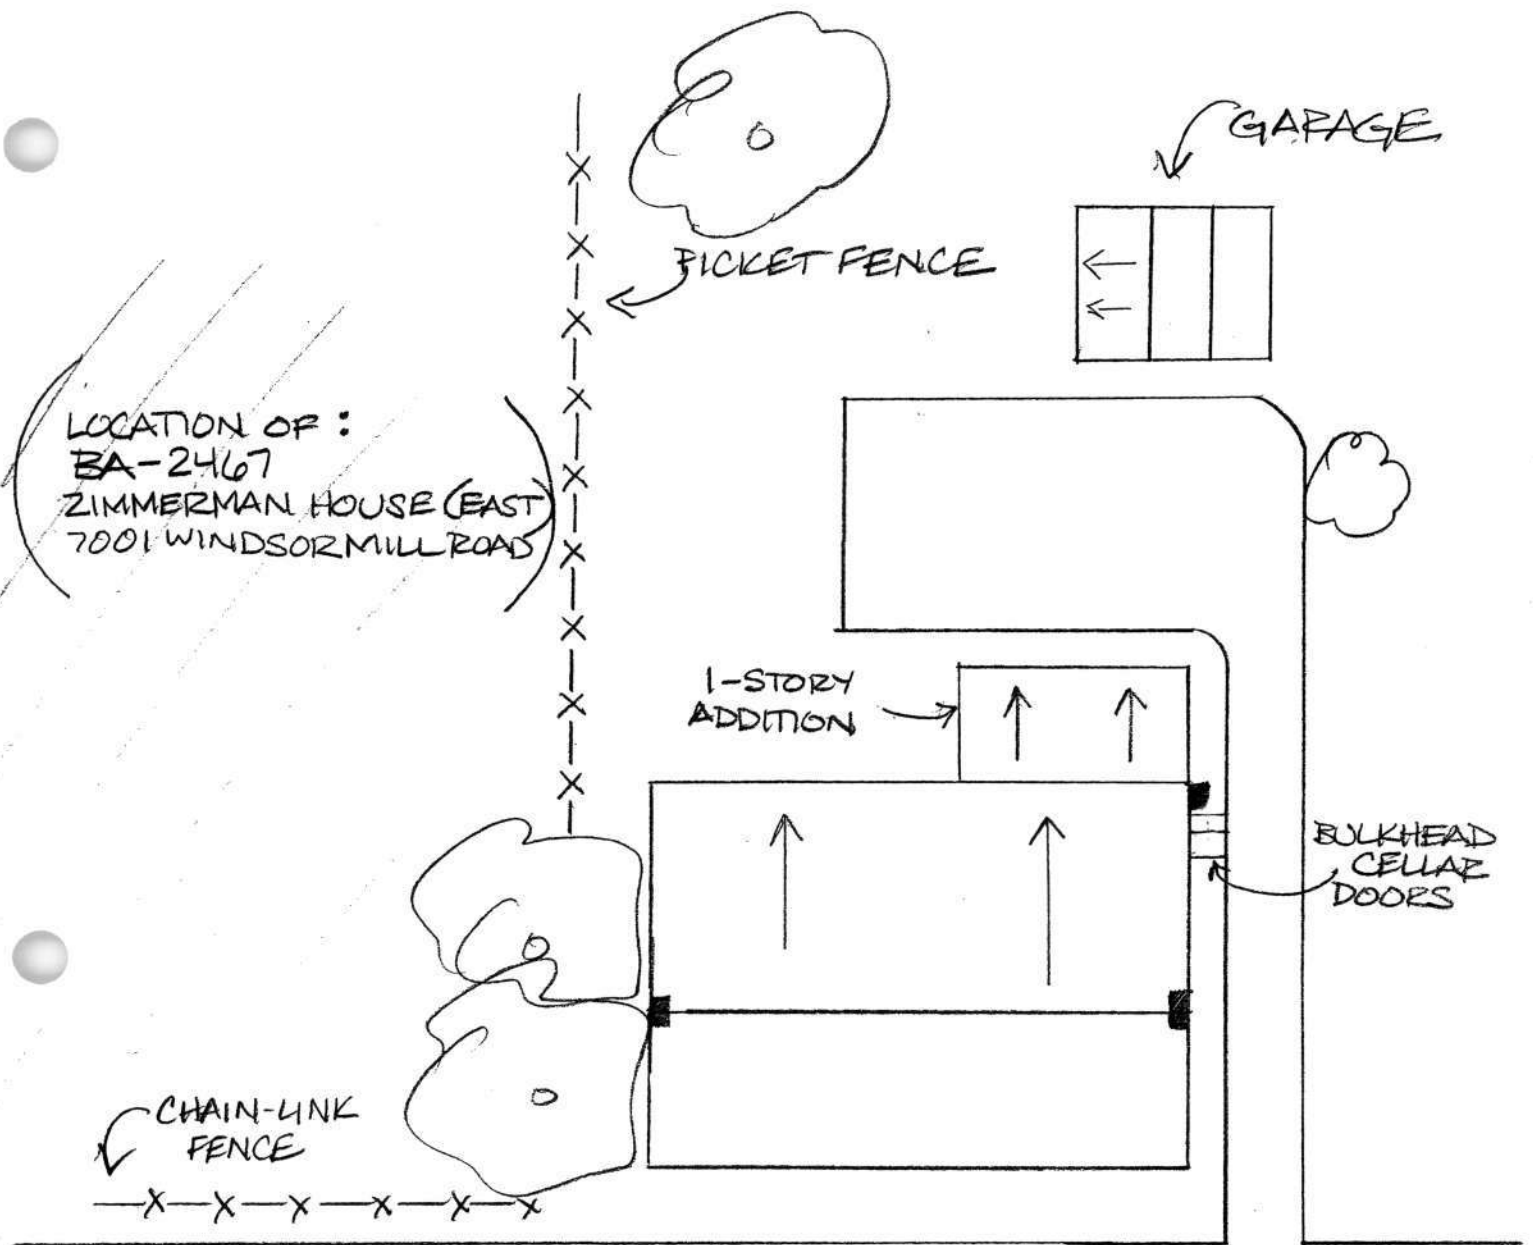 GARAGE
PICKET FENCE
LOCATION OF :
BA-2467
ZIMMERMAN HOUSE (EAST)
7001 WINDSOR MILL ROAD
1-STORY
ADDITION
BULKHEAD
CELLAR
DOORS
CHAIN-LINK
FENCE